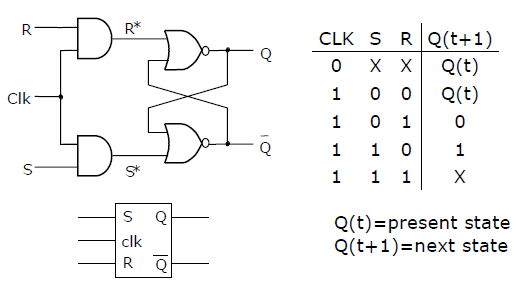 R
R*
Q
Clk
Q
S
S*
S Q
clk
R Q
CLK S R Q(t+1)
0 X X Q(t)
1 0 0 Q(t)
1 0 1 0
1 1 0 1
1 1 1 X
Q(t)=present state
Q(t+1)=next state